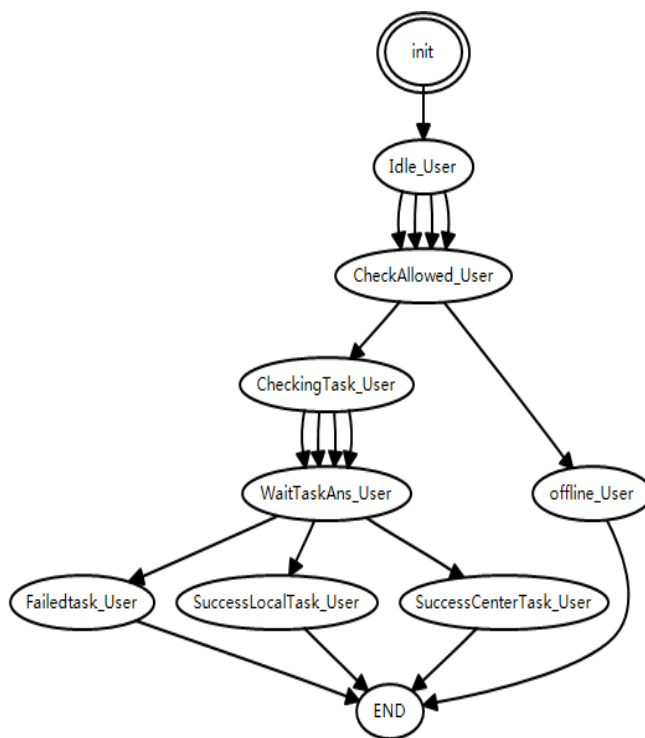 init
Idle_User
CheckAllowed_User
CheckingTask_User
WaitTaskAns_User
offline_User
Failedtask_User
SuccessLocalTask_User
SuccessCenterTask_User
END